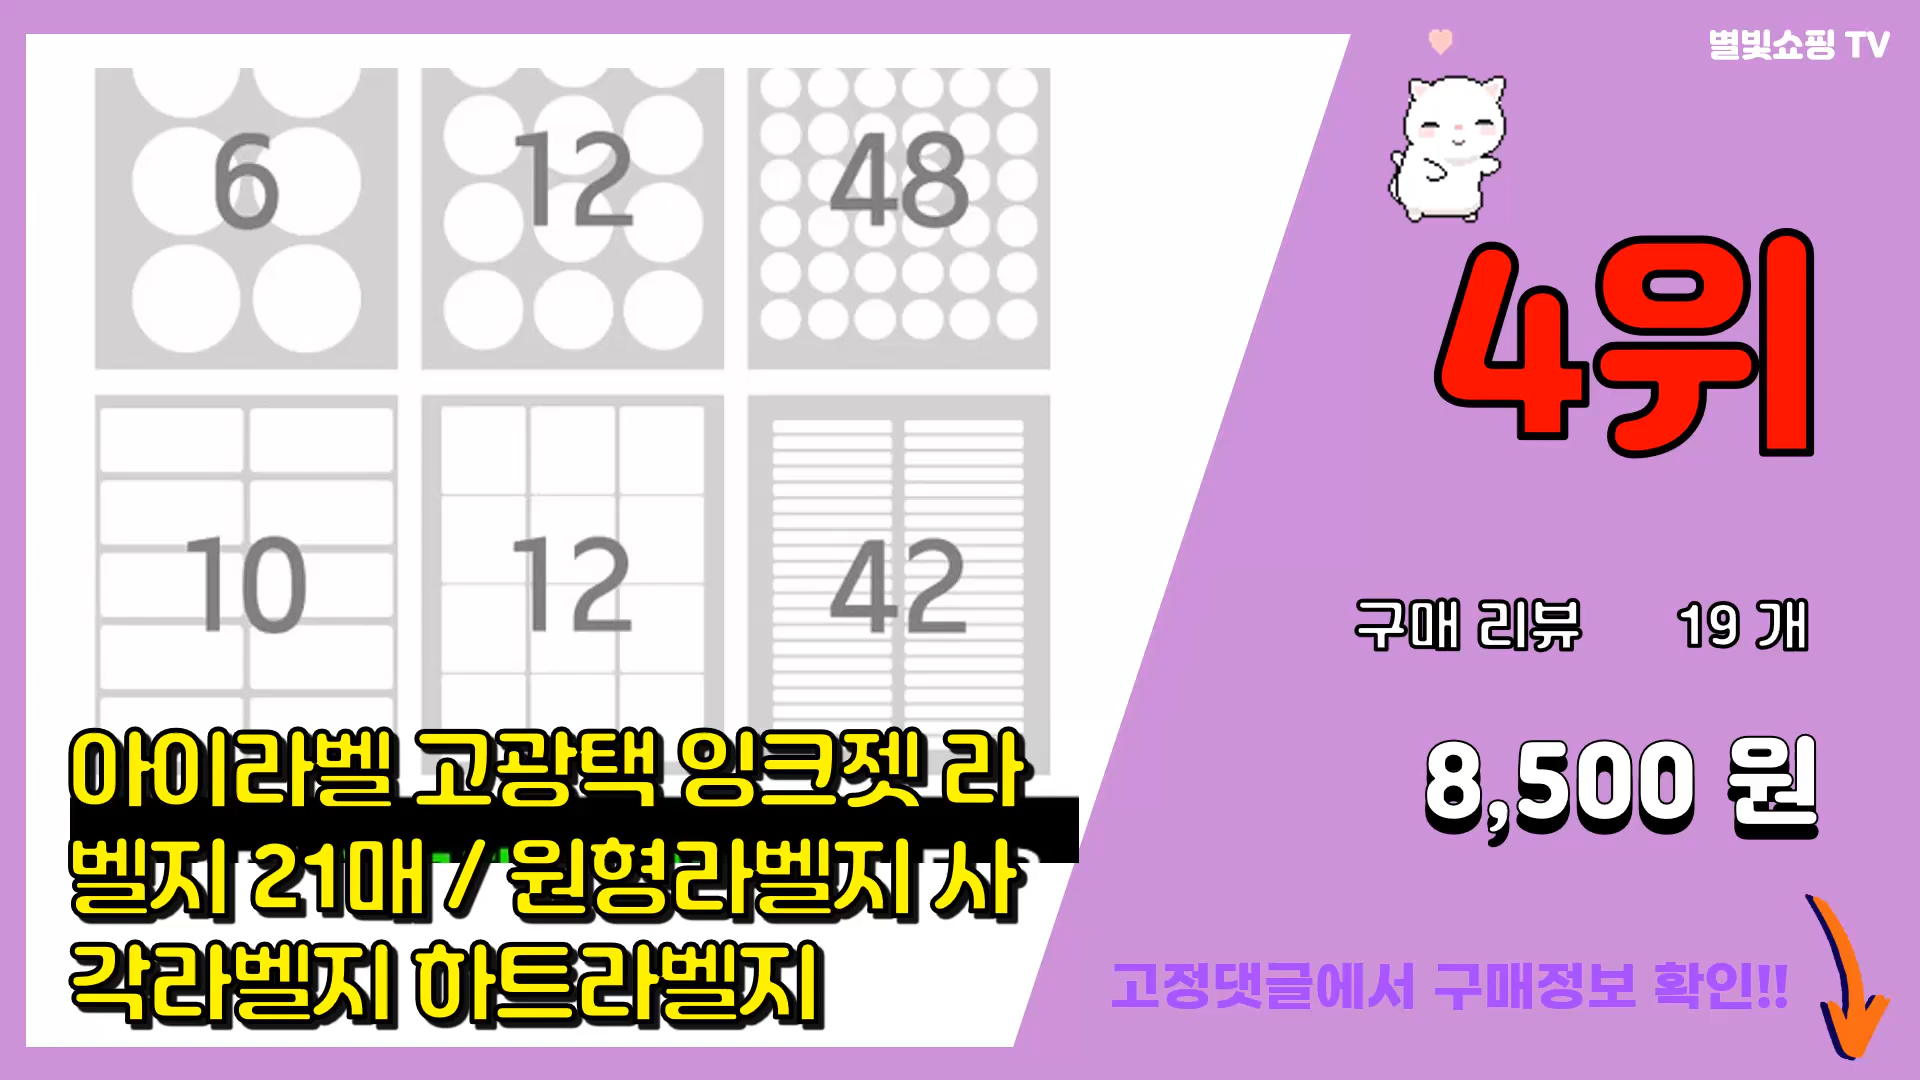 별빛쇼핑 TV
6
12
48
10
12
42
4위
구매 리뷰 19 개
8,500 원
아이라벨 고광택 잉크젯 라
벨지 21매 / 원형라벨지 사
각라벨지 하트라벨지
고정댓글에서 구매정보 확인!!